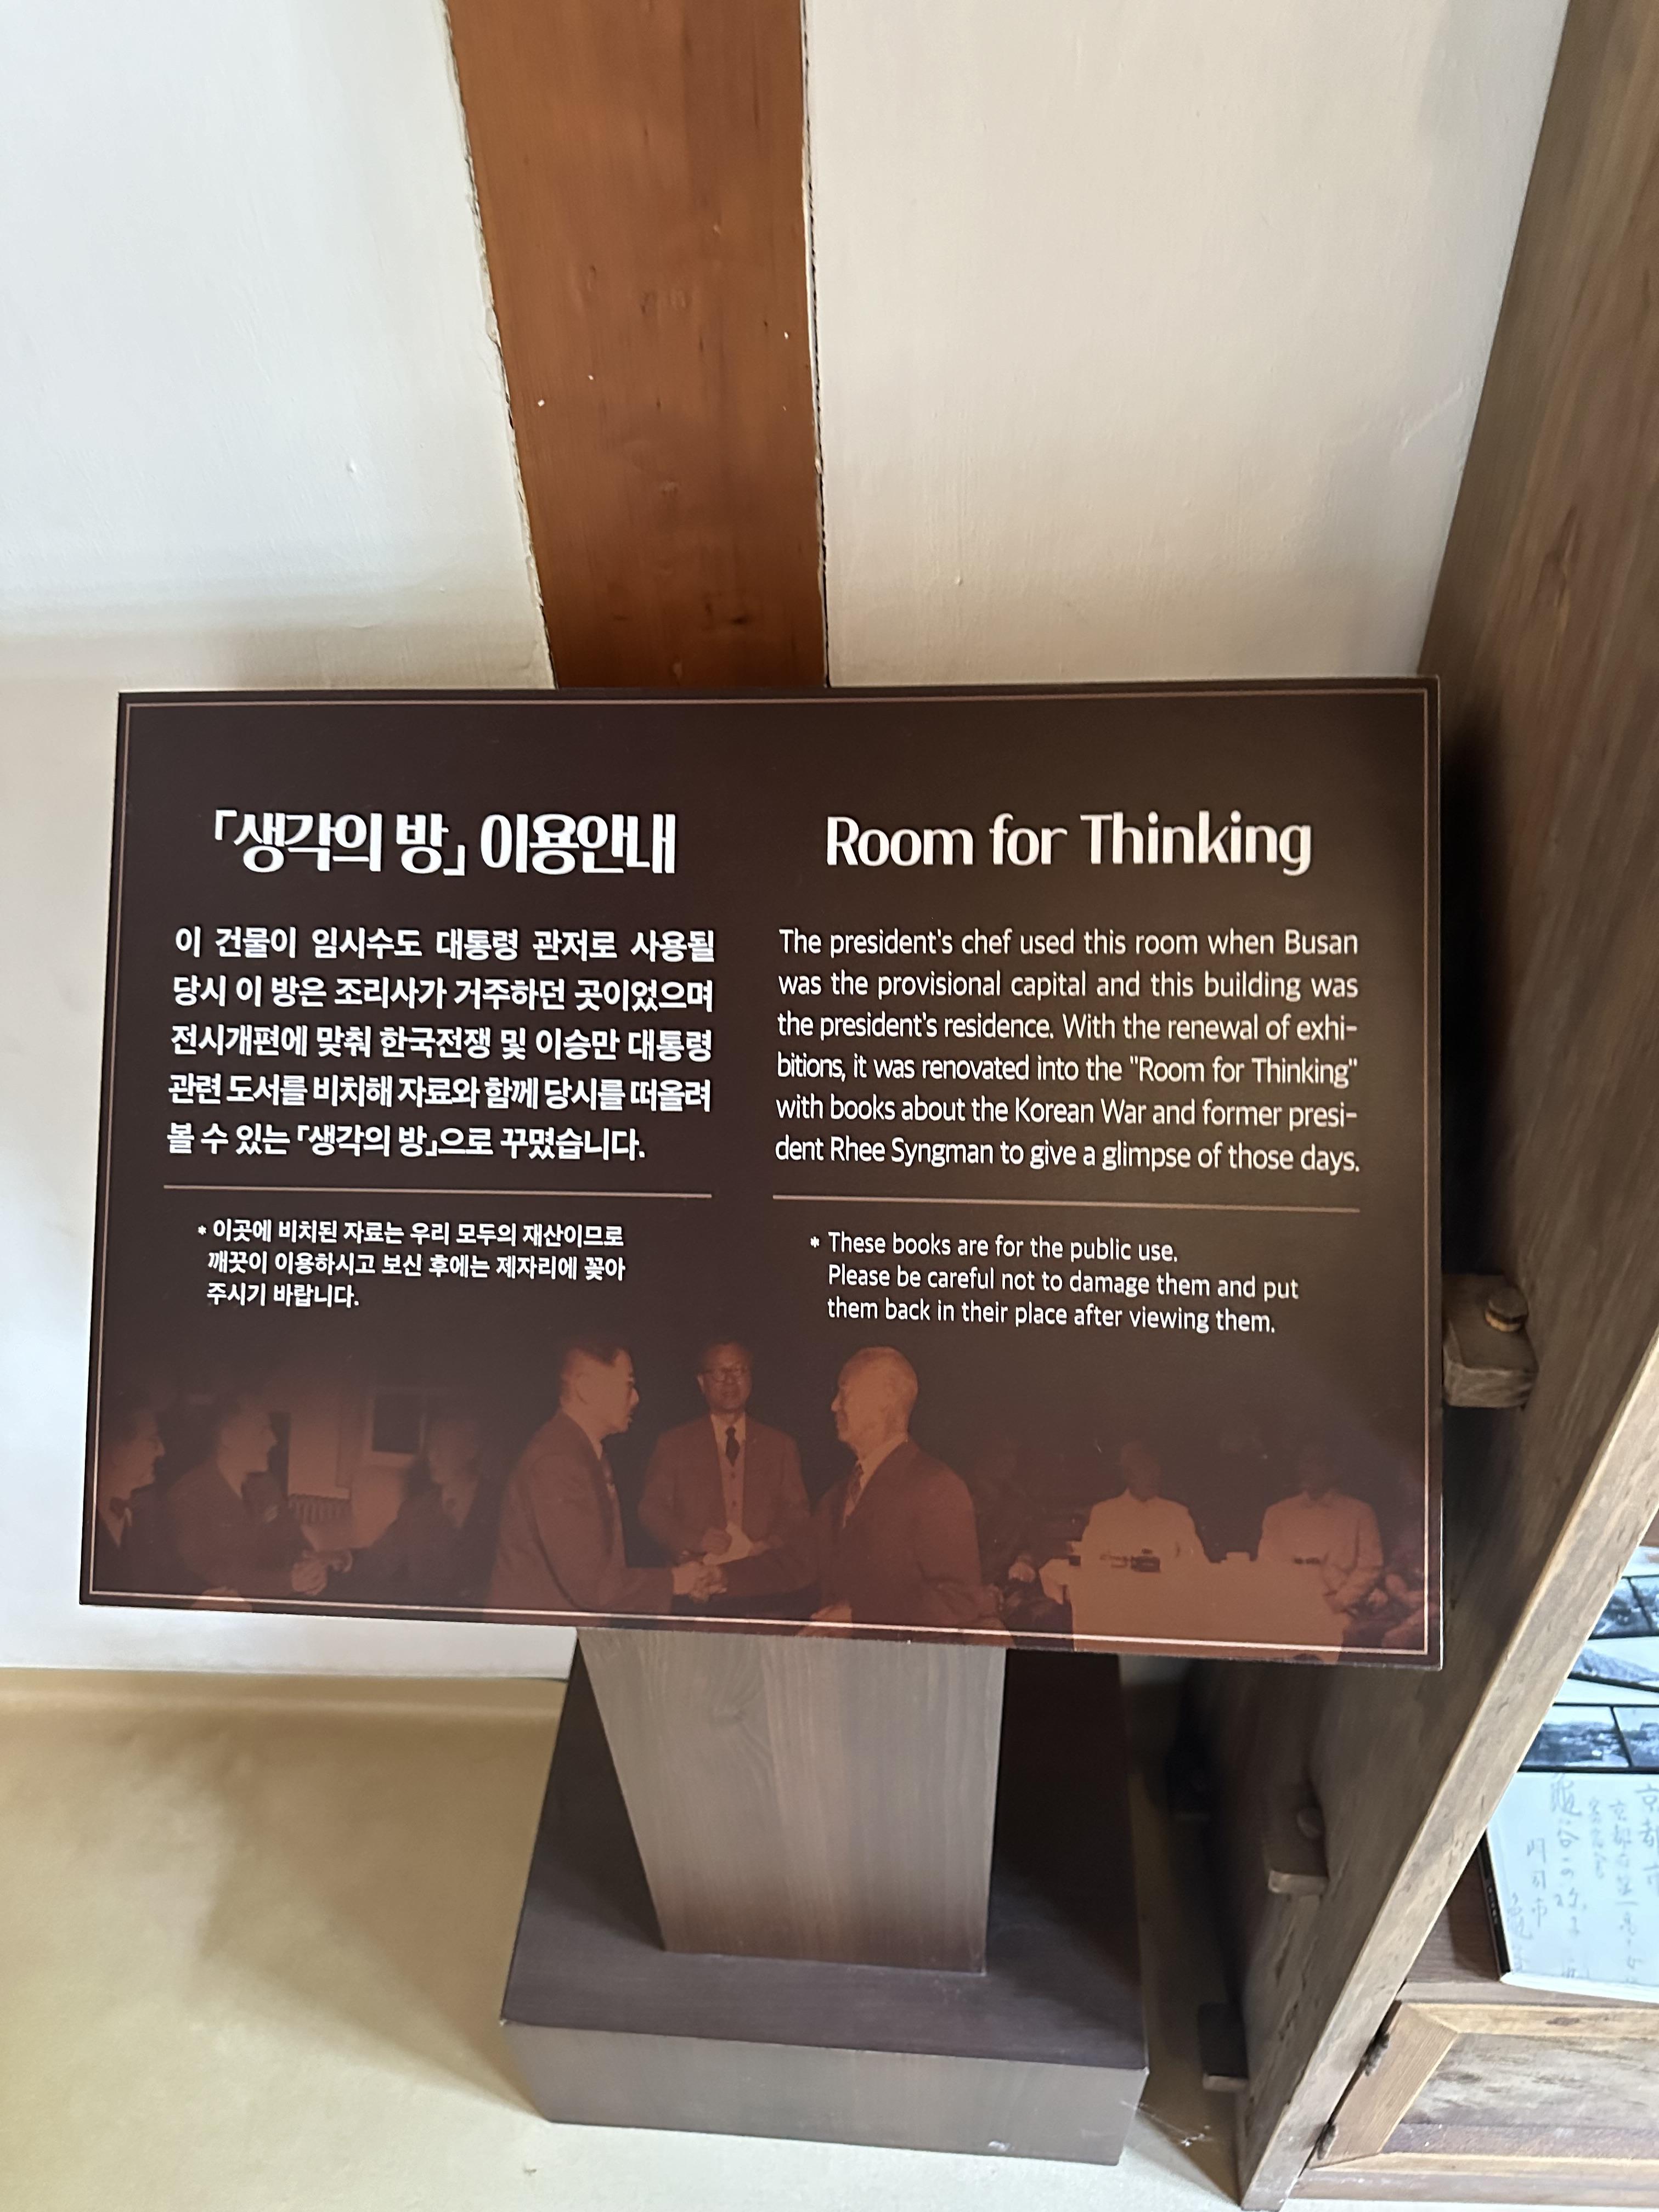 「생각의 방」 이용안내
이 건물이 임시수도 대통령 관저로 사용될
당시 이 방은 조리사가 거주하던 곳이었으며
전시개편에 맞춰 한국전쟁 및 이승만 대통령
관련 도서를 비치해 자료와 함께 당시를 떠올려
볼 수 있는 「생각의 방」으로 꾸몄습니다.
* 이곳에 비치된 자료는 우리 모두의 재산이므로
깨끗이 이용하시고 보신 후에는 제자리에 꽂아
주시기 바랍니다.
Room for Thinking
The president's chef used this room when Busan
was the provisional capital and this building was
the president's residence. With the renewal of exhi-
bitions, it was renovated into the "Room for Thinking"
with books about the Korean War and former presi-
dent Rhee Syngman to give a glimpse of those days.
* These books are for the public use.
Please be careful not to damage them and put
them back in their place after viewing them.